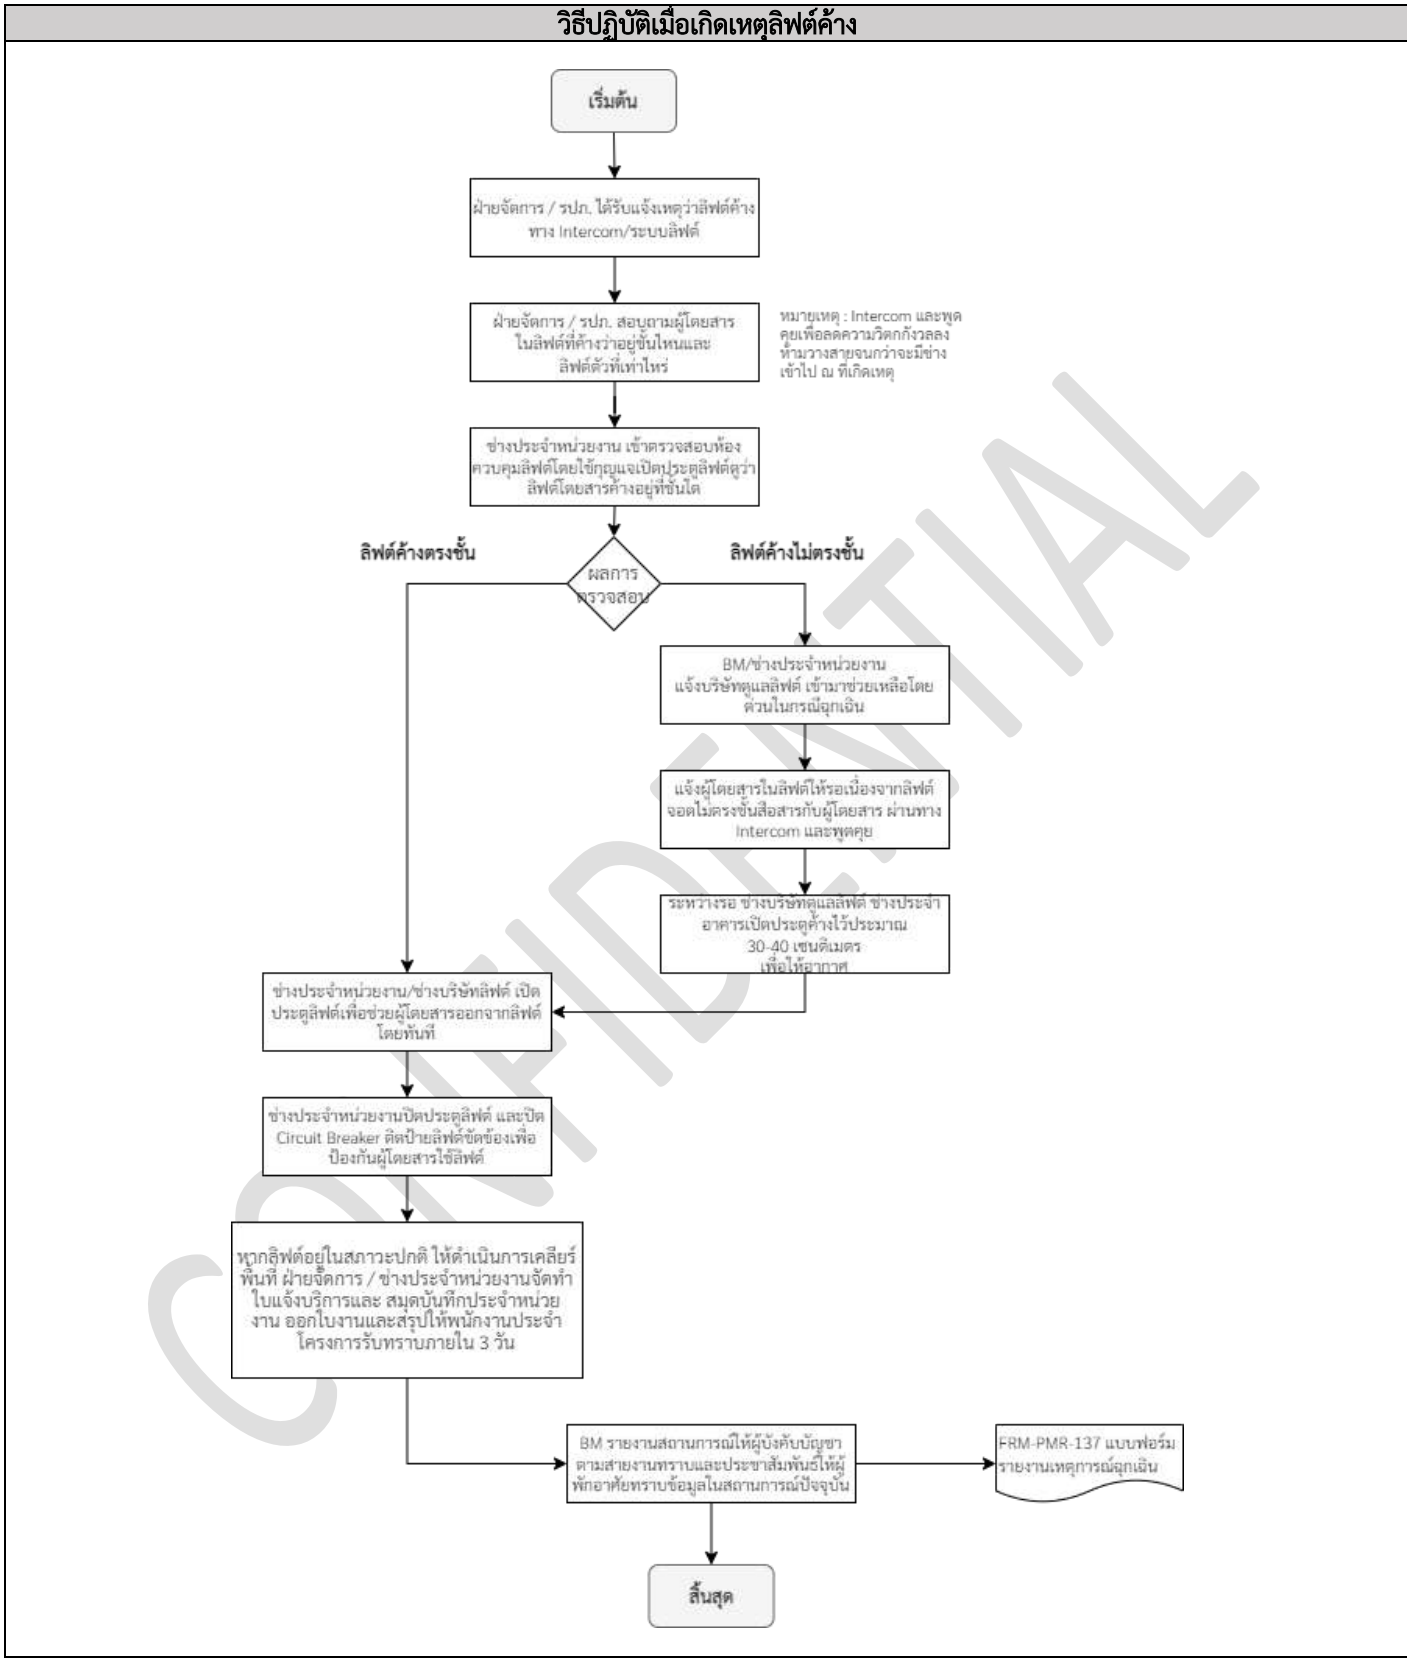 วิธีปฏิบัติเมื่อเกิดเหตุลิฟต์ค้าง
เริ่มต้น
ฝ่ายจัดการ / รปภ. ได้รับแจ้งเหตุว่าลิฟต์ค้าง
ทาง Intercom/ระบบลิฟต์
ฝ่ายจัดการ / รปภ. สอบถามผู้โดยสาร
ในลิฟต์ที่ค้างว่าอยู่ชั้นไหนและ
ลิฟต์ตัวที่เท่าไหร่
หมายเหตุ : Intercom และพูด
คุยเพื่อลดความวิตกกังวลลง
ห้ามวางสายจนกว่าจะมีช่าง
เข้าไป ณ ที่เกิดเหตุ
ช่างประจำหน่วยงาน เข้าตรวจสอบห้อง
ควบคุมลิฟต์โดยใช้กุญแจเปิดประตูลิฟต์ดูว่า
ลิฟต์โดยสารค้างอยู่ที่ชั้นใด
ลิฟต์ค้างตรงชั้น
ลิฟต์ค้างไม่ตรงชั้น
ผลการ
ตรวจสอบ
BM/ช่างประจำหน่วยงาน
แจ้งบริษัทดูแลลิฟต์ เข้ามาช่วยเหลือโดย
ด่วนในกรณีฉุกเฉิน
แจ้งผู้โดยสารในลิฟต์ให้รอเนื่องจากลิฟต์
จอดไม่ตรงชั้นสื่อสารกับผู้โดยสาร ผ่านทาง
Intercom และพูดคุย
ระหว่างรอ ช่างบริษัทดูแลลิฟต์ ช่างประจำ
อาคารเปิดประตูค้างไว้ประมาณ
30-40 เซนติเมตร
เพื่อให้อากาศ
ช่างประจำหน่วยงาน/ช่างบริษัทลิฟต์ เปิด
ประตูลิฟต์เพื่อช่วยผู้โดยสารออกจากลิฟต์
โดยทันที
ช่างประจำหน่วยงานปิดประตูลิฟต์ และปิด
Circuit Breaker ติดป้ายลิฟต์ขัดข้องเพื่อ
ป้องกันผู้โดยสารใช้ลิฟต์
หากลิฟต์อยู่ในสภาวะปกติ ให้ดำเนินการเคลียร์
พื้นที่ ฝ่ายจัดการ / ช่างประจำหน่วยงานจัดทำ
ใบแจ้งบริการและ สมุดบันทึกประจำหน่วย
งาน ออกใบงานและสรุปให้พนักงานประจำ
โครงการรับทราบภายใน 3 วัน
BM รายงานสถานการณ์ให้ผู้บังคับบัญชา
ตามสายงานทราบและประชาสัมพันธ์ให้ผู้
พักอาศัยทราบข้อมูลในสถานการณ์ปัจจุบัน
FRM-PMR-137 แบบฟอร์ม
รายงานเหตุการณ์ฉุกเฉิน
สิ้นสุด
CONFIDENTIAL